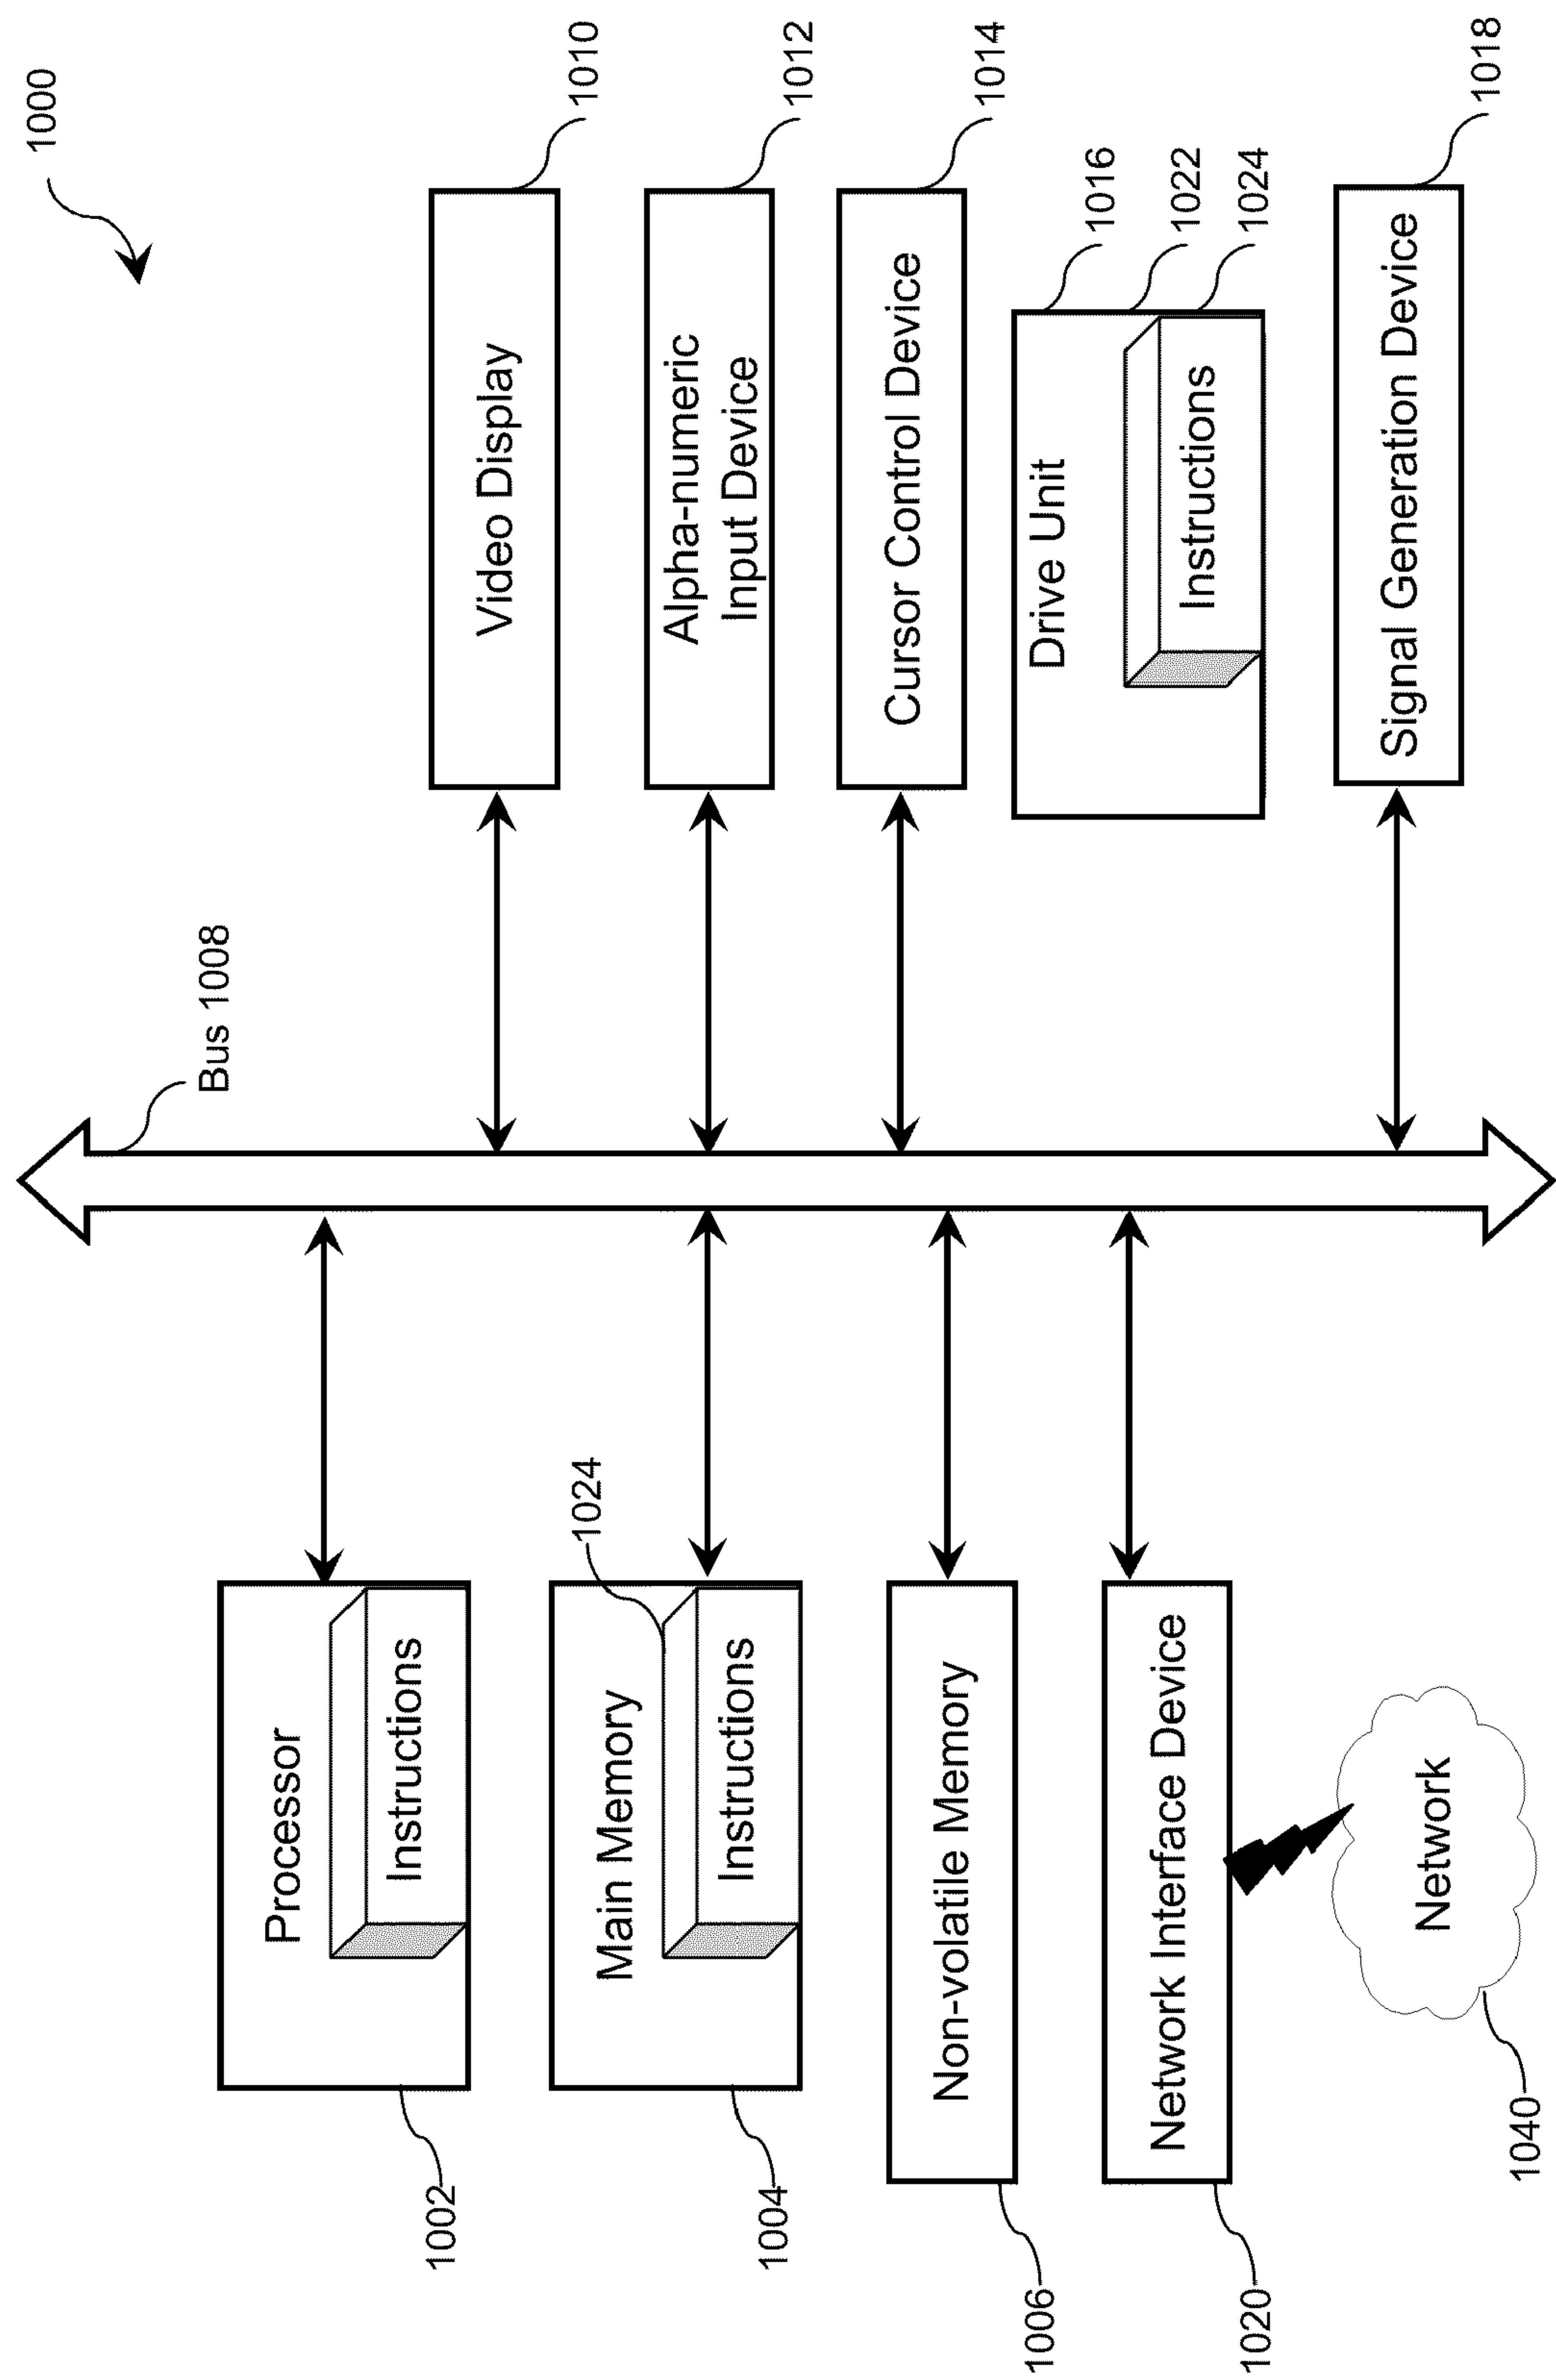 1000
Bus 1008
Processor
Instructions
1002
Main Memory
1024
Instructions
1004
Non-volatile Memory
1006
Network Interface Device
1020
Network
1040
Video Display
1010
Alpha-numeric
Input Device
1012
Cursor Control Device
1014
Drive Unit
Instructions
1016
1022
1024
Signal Generation Device
1018